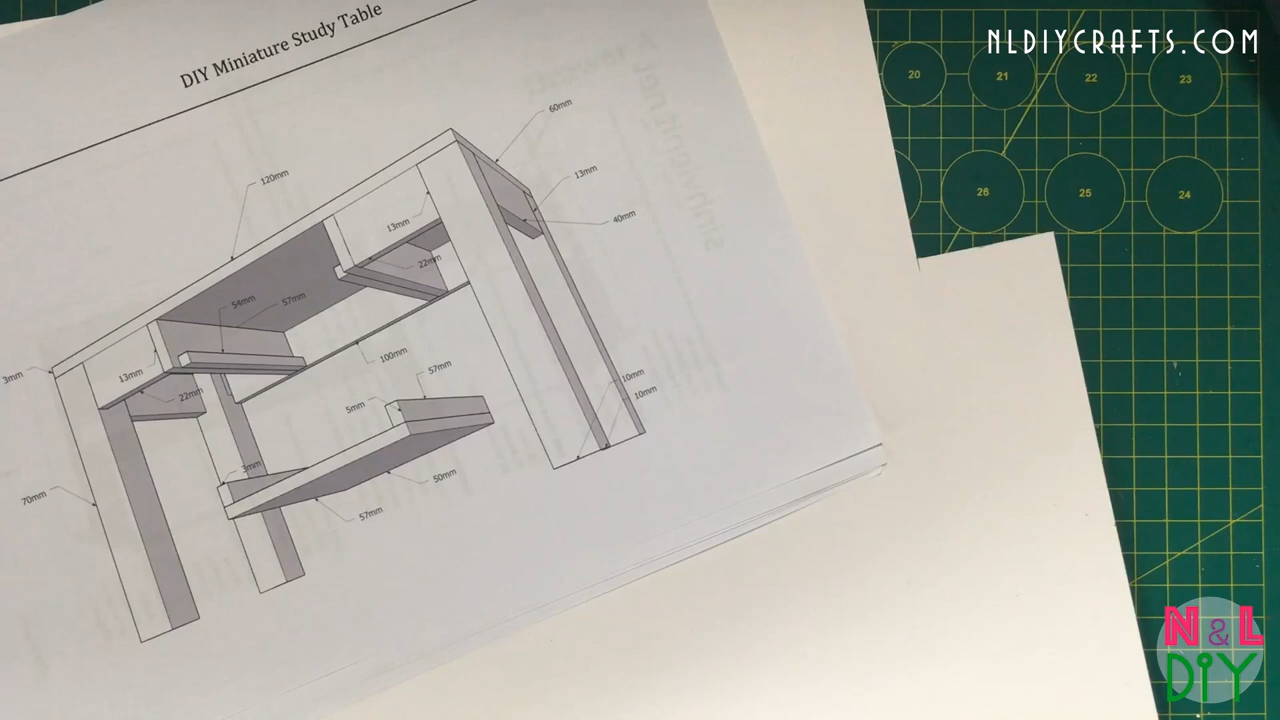 NLDIYCRAFTS.COM
DIY Miniature Study Table
60mm
120mm
13mm
13mm
40mm
22mm
54mm
57mm
3mm
13mm
100mm
22mm
57mm
5mm
10mm
10mm
3mm
70mm
50mm
57mm
20 21 22 23
26 25 24
N&L
DIY